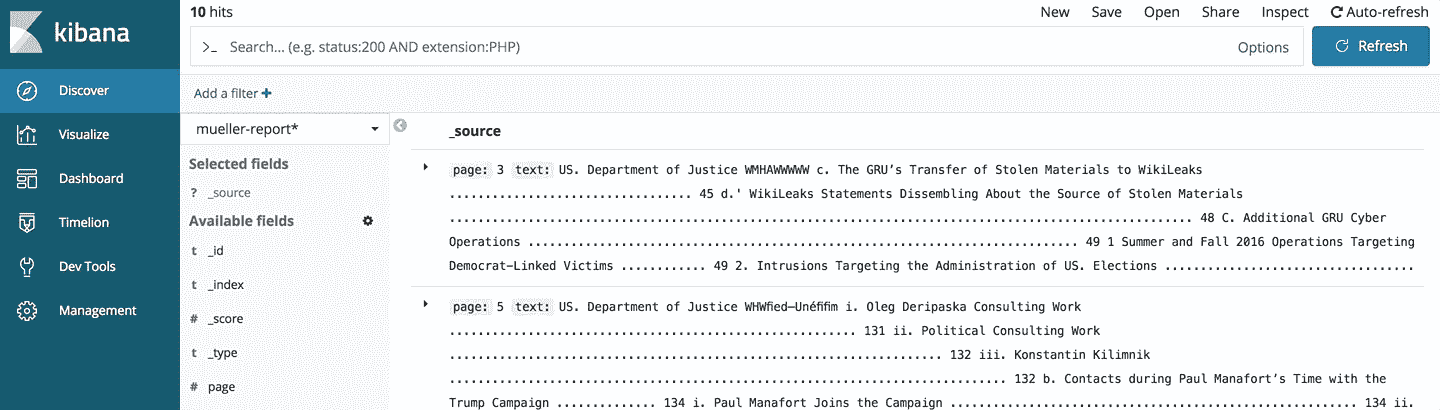 kibana
Discover
Visualize
Dashboard
Timelion
Dev Tools
Management
10 hits
New Save Open Share Inspect Auto-refresh
>_ Search... (e.g. status:200 AND extension:PHP) Options Refresh
Add a filter +
mueller-report*
Selected fields
? _source
Available fields
t _id
t _index
# _score
t _type
# page
_source
page: 3 text: US. Department of Justice WMHAWWWWW c. The GRU’s Transfer of Stolen Materials to WikiLeaks
.................................. 45 d.' WikiLeaks Statements Dissembling About the Source of Stolen Materials
........................................................................................................ 48 C. Additional GRU Cyber
Operations ............................................................................. 49 1 Summer and Fall 2016 Operations Targeting
Democrat–Linked Victims ............ 49 2. Intrusions Targeting the Administration of US. Elections ...................................
page: 5 text: US. Department of Justice WHWfied—Unéfifim i. Oleg Deripaska Consulting Work
......................................................... 131 ii. Political Consulting Work
..................................................................... 132 iii. Konstantin Kilimnik
.............................................................................. 132 b. Contacts during Paul Manafort’s Time with the
Trump Campaign .............. 134 i. Paul Manafort Joins the Campaign ......................................................... 134 ii.